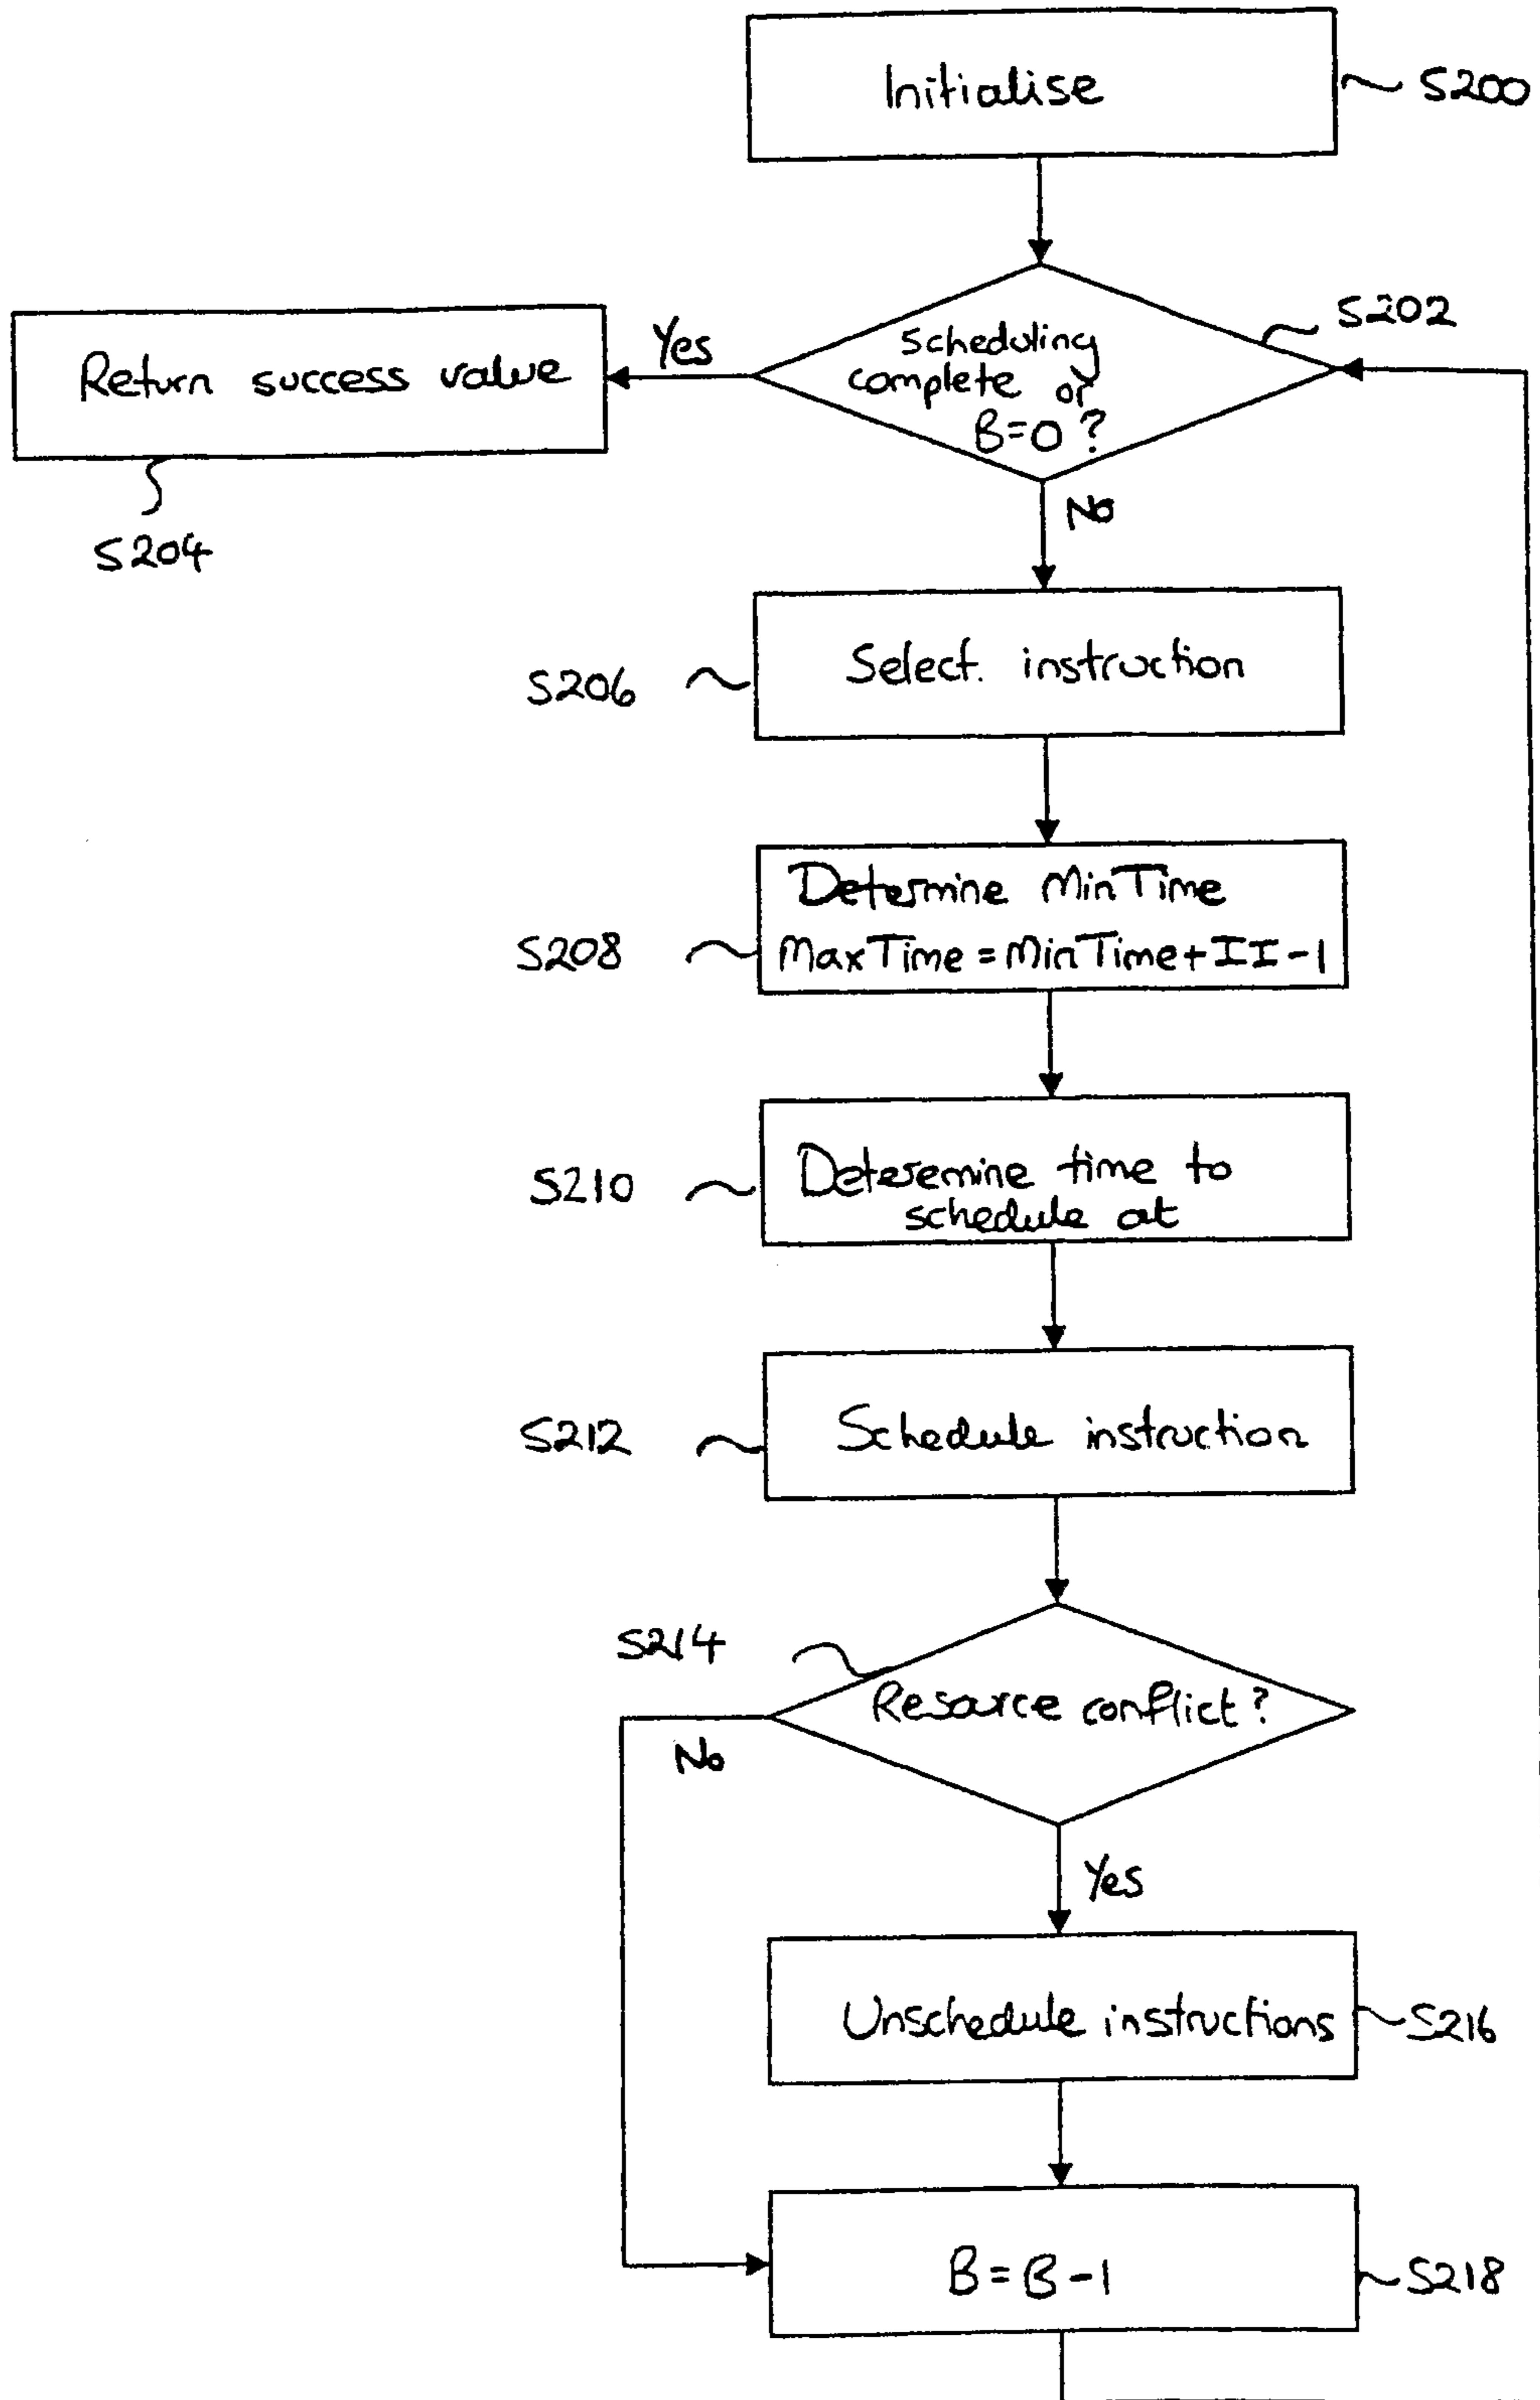 Initialise
S200
S202
Scheduling
complete or
B=0 ?
Yes
Return success value
S204
No
Select. instruction
S206
Determine MinTime
MaxTime = MinTime + II - 1
S208
Deteremine time to
schedule at
S210
Schedule instruction
S212
S214
Resource conflict?
No
Yes
Unschedule instructions
S216
B = B - 1
S218